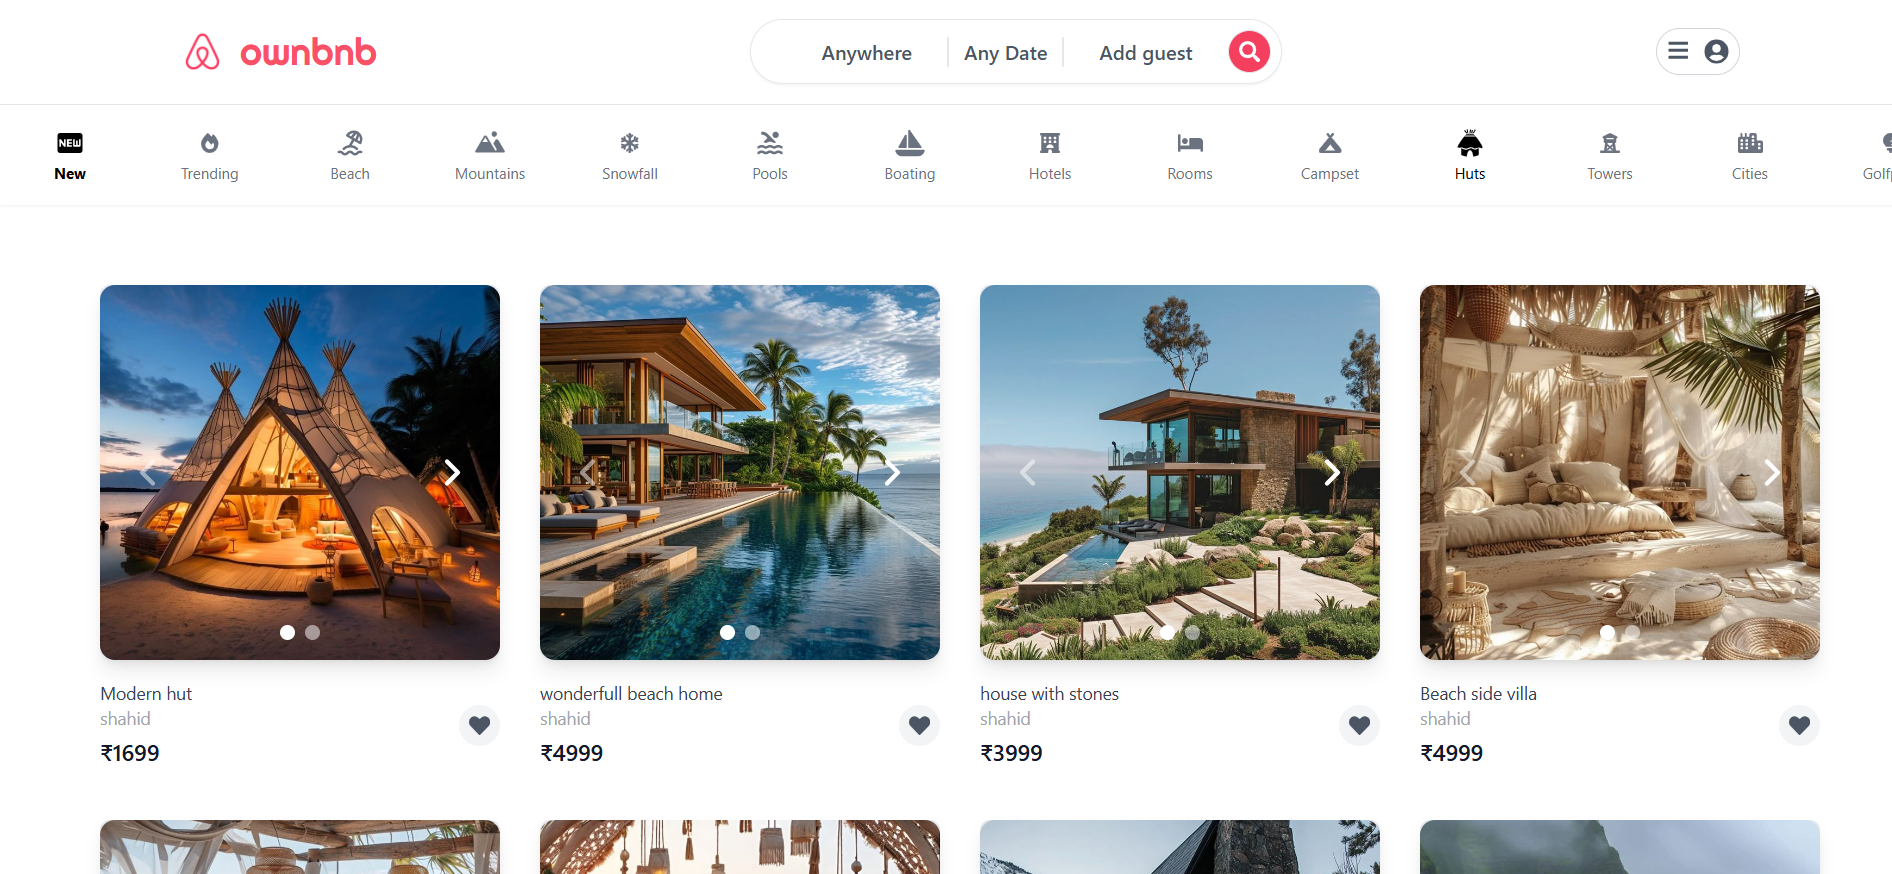 ownbnb
Anywhere
Any Date
Add guest
NEW
New
Trending
Beach
Mountains
Snowfall
Pools
Boating
Hotels
Rooms
Campset
Huts
Towers
Cities
Modern hut
shahid
₹1699
wonderfull beach home
shahid
₹4999
house with stones
shahid
₹3999
Beach side villa
shahid
₹4999